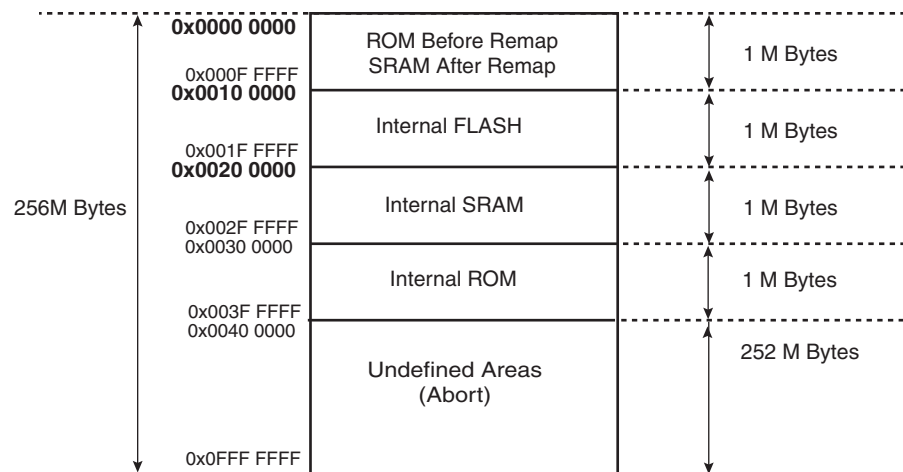 0x0000 0000
ROM Before Remap
SRAM After Remap
1 M Bytes
0x000F FFFF
0x0010 0000
Internal FLASH
1 M Bytes
0x001F FFFF
0x0020 0000
256M Bytes
Internal SRAM
1 M Bytes
0x002F FFFF
0x0030 0000
Internal ROM
1 M Bytes
0x003F FFFF
0x0040 0000
252 M Bytes
Undefined Areas
(Abort)
0x0FFF FFFF